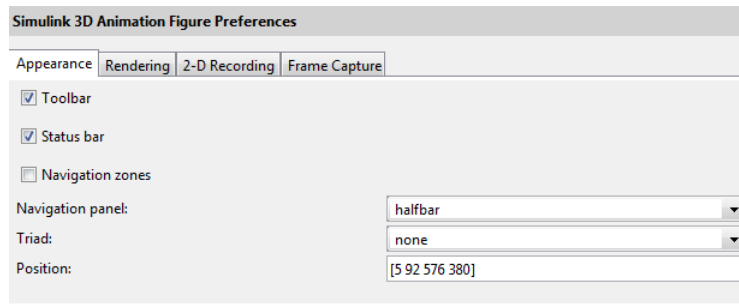 Simulink 3D Animation Figure Preferences
Appearance Rendering 2-D Recording Frame Capture
Toolbar
Status bar
Navigation zones
Navigation panel: halfbar
Triad: none
Position: [5 92 576 380]